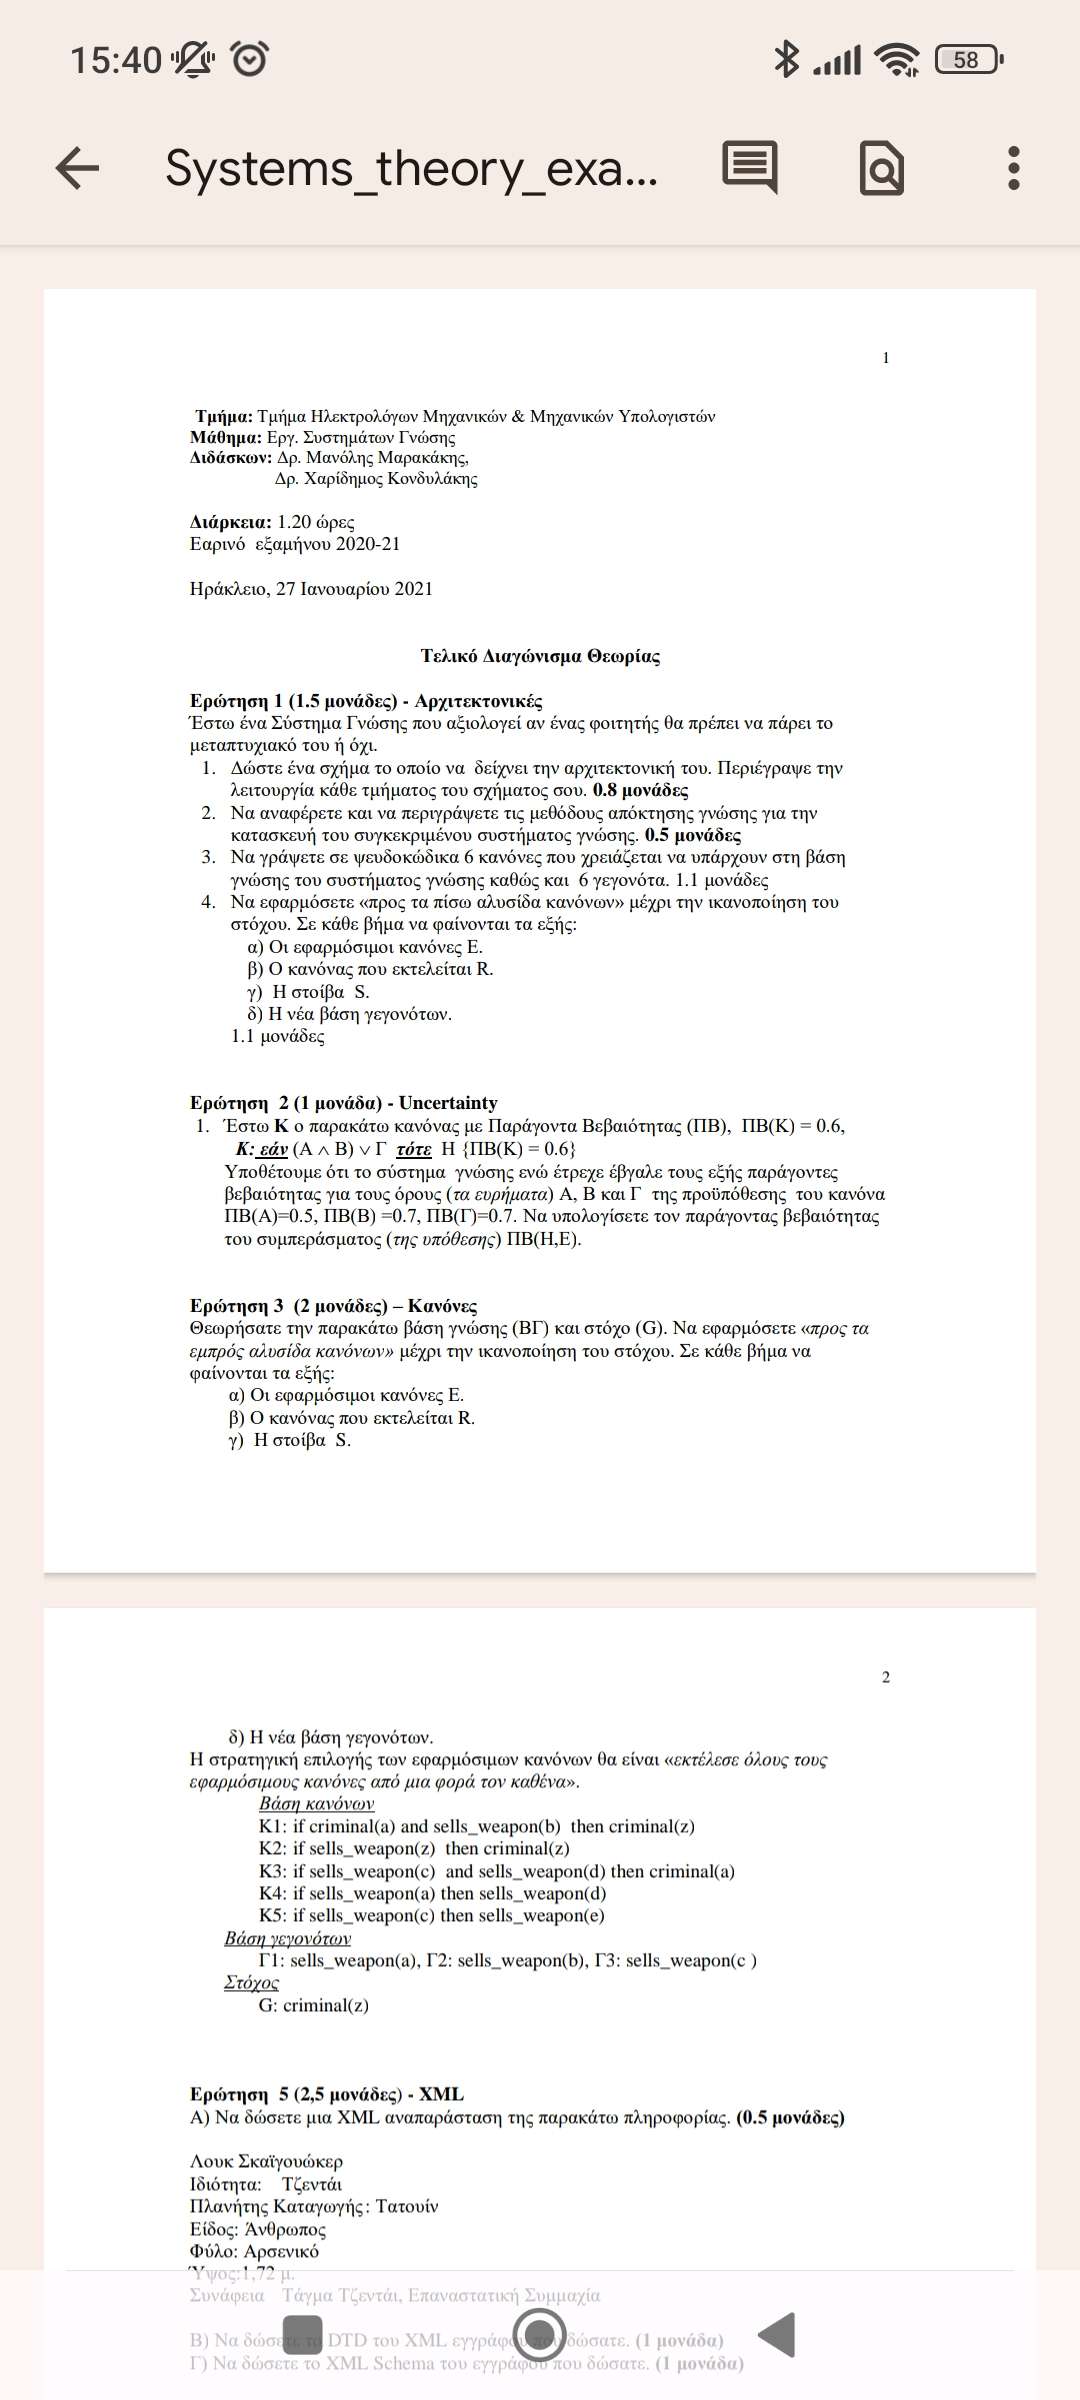 15:40
58
Systems_theory_exa...
1
Τμήμα: Τμήμα Ηλεκτρολόγων Μηχανικών & Μηχανικών Υπολογιστών
Μάθημα: Εργ. Συστημάτων Γνώσης
Διδάσκων: Δρ. Μανόλης Μαρακάκης,
Δρ. Χαρίδημος Κονδυλάκης
Διάρκεια: 1.20 ώρες
Εαρινό εξαμήνου 2020-21
Ηράκλειο, 27 Ιανουαρίου 2021
Τελικό Διαγώνισμα Θεωρίας
Ερώτηση 1 (1.5 μονάδες) - Αρχιτεκτονικές
Έστω ένα Σύστημα Γνώσης που αξιολογεί αν ένας φοιτητής θα πρέπει να πάρει το
μεταπτυχιακό του ή όχι.
1. Δώστε ένα σχήμα το οποίο να δείχνει την αρχιτεκτονική του. Περιέγραψε την
λειτουργία κάθε τμήματος του σχήματος σου. 0.8 μονάδες
2. Να αναφέρετε και να περιγράψετε τις μεθόδους απόκτησης γνώσης για την
κατασκευή του συγκεκριμένου συστήματος γνώσης. 0.5 μονάδες
3. Να γράψετε σε ψευδοκώδικα 6 κανόνες που χρειάζεται να υπάρχουν στη βάση
γνώσης του συστήματος γνώσης καθώς και 6 γεγονότα. 1.1 μονάδες
4. Να εφαρμόσετε «προς τα πίσω αλυσίδα κανόνων» μέχρι την ικανοποίηση του
στόχου. Σε κάθε βήμα να φαίνονται τα εξής:
α) Οι εφαρμόσιμοι κανόνες Ε.
β) Ο κανόνας που εκτελείται R.
γ) Η στοίβα S.
δ) Η νέα βάση γεγονότων.
1.1 μονάδες
Ερώτηση 2 (1 μονάδα) - Uncertainty
1. Έστω Κ ο παρακάτω κανόνας με Παράγοντα Βεβαιότητας (ΠΒ), ΠΒ(Κ) = 0.6,
Κ: εάν (Α ∧ Β) ∨ Γ τότε Η {ΠΒ(Κ) = 0.6}
Υποθέτουμε ότι το σύστημα γνώσης ενώ έτρεχε έβγαλε τους εξής παράγοντες
βεβαιότητας για τους όρους (τα ευρήματα) Α, Β και Γ της προϋπόθεσης του κανόνα
ΠΒ(Α)=0.5, ΠΒ(Β) =0.7, ΠΒ(Γ)=0.7. Να υπολογίσετε τον παράγοντας βεβαιότητας
του συμπεράσματος (της υπόθεσης) ΠΒ(Η,Ε).
Ερώτηση 3 (2 μονάδες) – Κανόνες
Θεωρήσατε την παρακάτω βάση γνώσης (ΒΓ) και στόχο (G). Να εφαρμόσετε «προς τα
εμπρός αλυσίδα κανόνων» μέχρι την ικανοποίηση του στόχου. Σε κάθε βήμα να
φαίνονται τα εξής:
α) Οι εφαρμόσιμοι κανόνες Ε.
β) Ο κανόνας που εκτελείται R.
γ) Η στοίβα S.
2
δ) Η νέα βάση γεγονότων.
Η στρατηγική επιλογής των εφαρμόσιμων κανόνων θα είναι «εκτέλεσε όλους τους
εφαρμόσιμους κανόνες από μια φορά τον καθένα».
Βάση κανόνων
Κ1: if criminal(a) and sells_weapon(b) then criminal(z)
Κ2: if sells_weapon(z) then criminal(z)
Κ3: if sells_weapon(c) and sells_weapon(d) then criminal(a)
Κ4: if sells_weapon(a) then sells_weapon(d)
Κ5: if sells_weapon(c) then sells_weapon(e)
Βάση γεγονότων
Γ1: sells_weapon(a), Γ2: sells_weapon(b), Γ3: sells_weapon(c )
Στόχος
G: criminal(z)
Ερώτηση 5 (2,5 μονάδες) - XML
Α) Να δώσετε μια XML αναπαράσταση της παρακάτω πληροφορίας. (0.5 μονάδες)
Λουκ Σκαϊγουώκερ
Ιδιότητα: Τζεντάι
Πλανήτης Καταγωγής: Τατουίν
Είδος: Άνθρωπος
Φύλο: Αρσενικό
Ύψος:1,72 μ.
Συνάφεια Τάγμα Τζεντάι, Επαναστατική Συμμαχία
Β) Να δώσετε το DTD του XML εγγράφου που δώσατε. (1 μονάδα)
Γ) Να δώσετε το XML Schema του εγγράφου που δώσατε. (1 μονάδα)